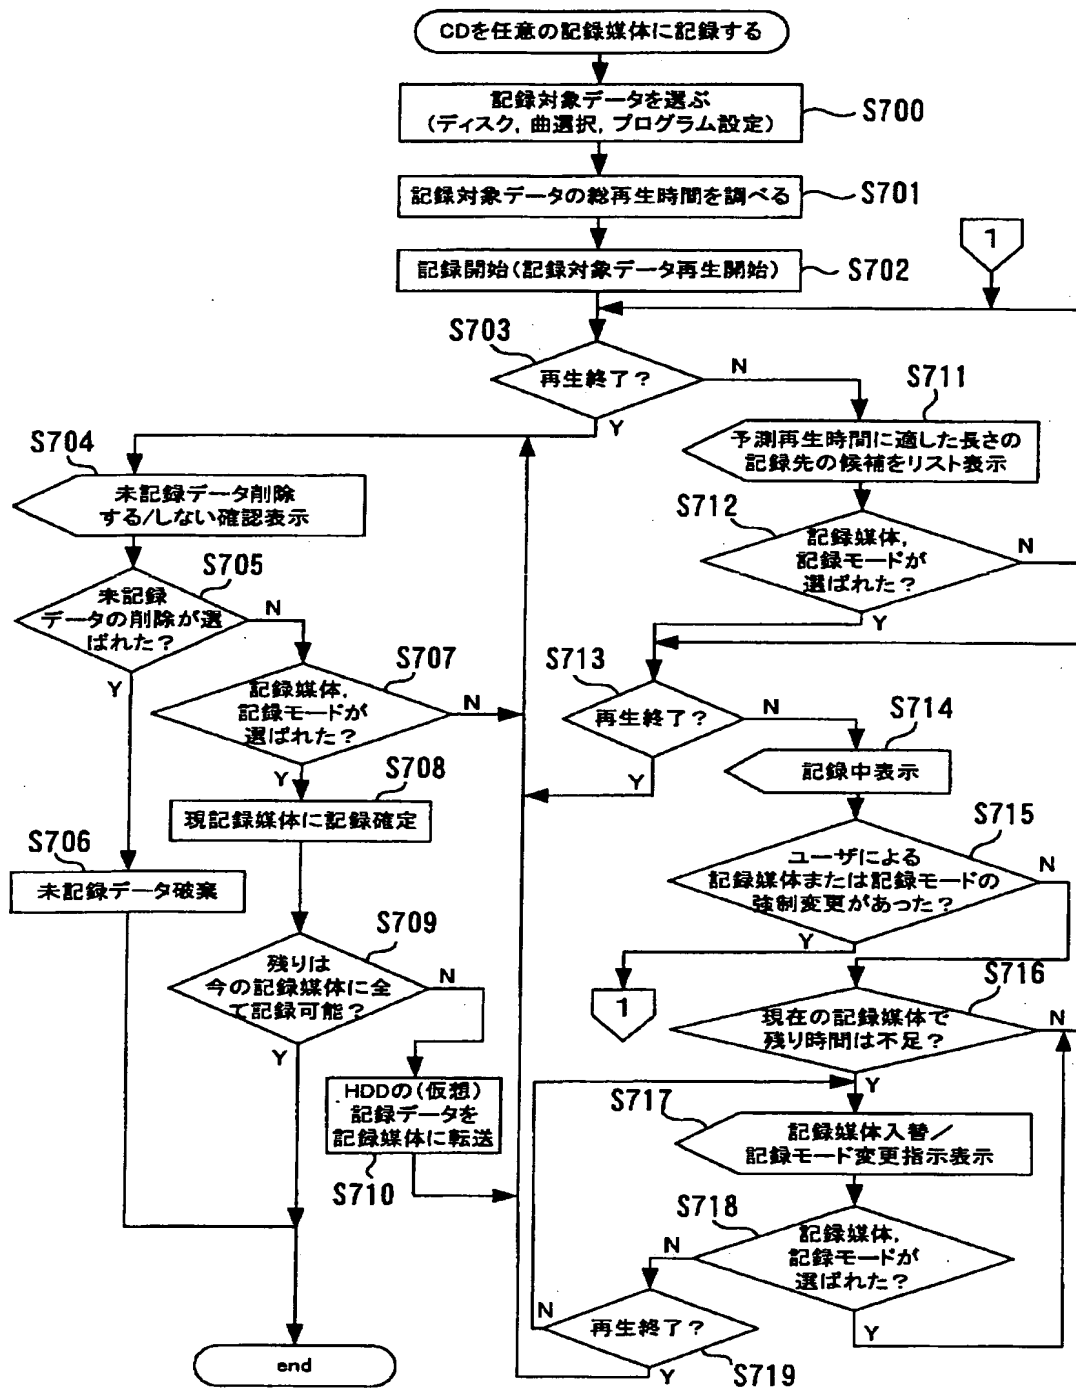 CDを任意の記録媒体に記録する
記録対象データを選ぶ
(ディスク,曲選択,プログラム設定)
S700
記録対象データの総再生時間を調べる
S701
1
記録開始(記録対象データ再生開始)
S702
S703
再生終了?
N
Y
S711
予測再生時間に適した長さの
記録先の候補をリスト表示
S704
未記録データ削除
する/しない確認表示
S712
記録媒体,
記録モードが
選ばれた?
N
Y
S705
未記録
データの削除が選
ばれた?
N
Y
S707
記録媒体,
記録モードが
選ばれた?
N
Y
S713
再生終了?
N
Y
S714
記録中表示
S708
現記録媒体に記録確定
S715
ユーザによる
記録媒体または記録モードの
強制変更があった?
N
Y
S706
未記録データ破棄
S709
残りは
今の記録媒体に全
て記録可能?
N
Y
1
S716
現在の記録媒体で
残り時間は不足?
N
Y
HDDの(仮想)
記録データを
記録媒体に転送
S710
S717
記録媒体入替/
記録モード変更指示表示
S718
記録媒体,
記録モードが
選ばれた?
N
Y
N
再生終了?
Y
S719
end